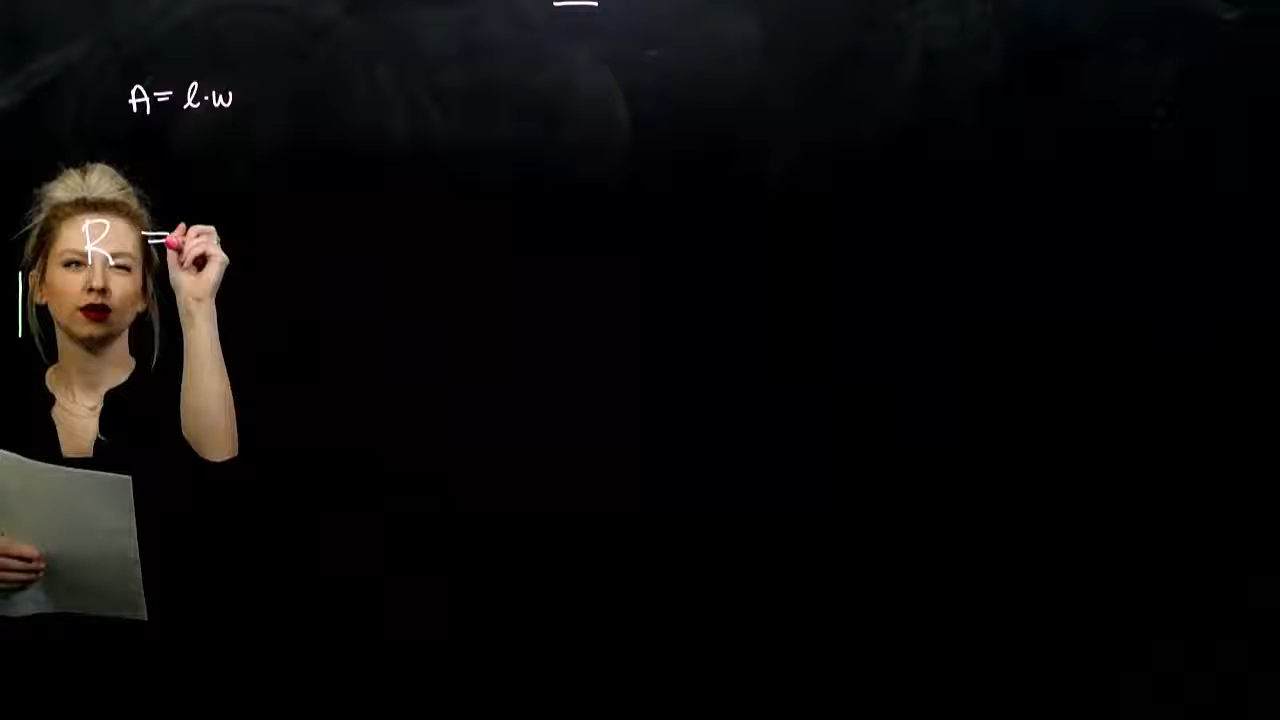 A = l · w
R =